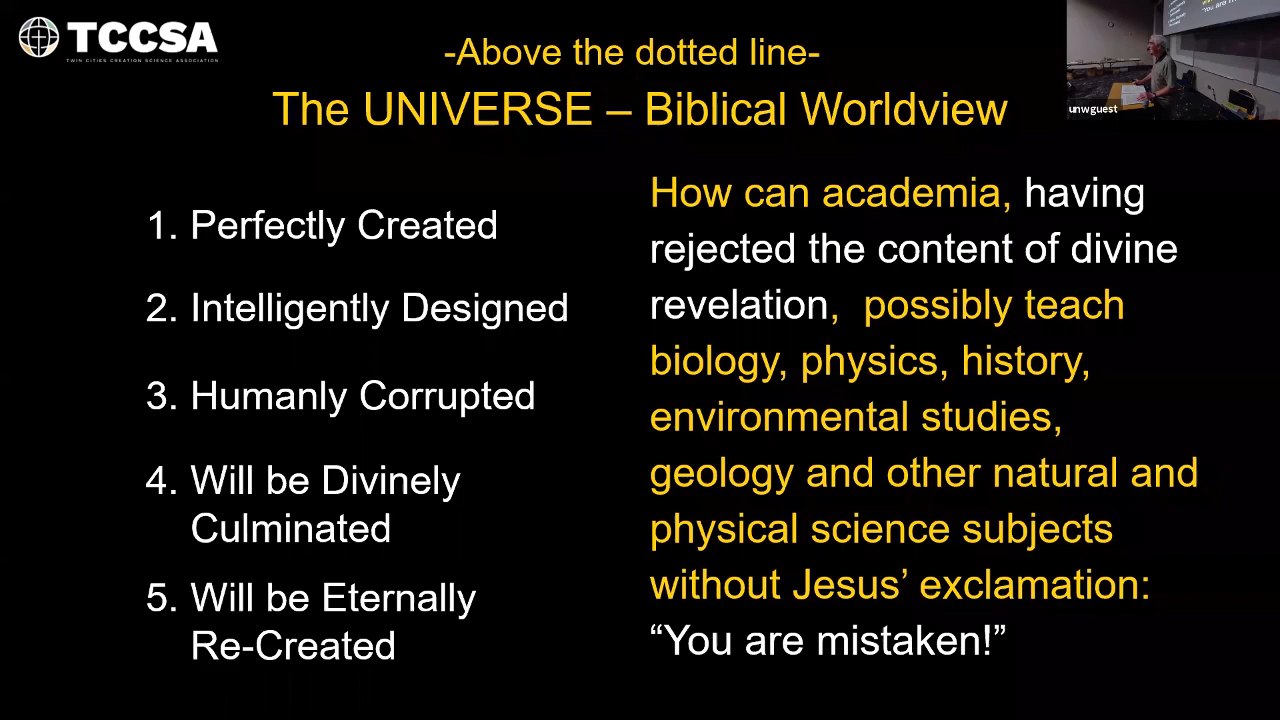 TCCSA
TWIN CITIES CREATION SCIENCE ASSOCIATION
-Above the dotted line-
The UNIVERSE – Biblical Worldview
unwguest
1. Perfectly Created
2. Intelligently Designed
3. Humanly Corrupted
4. Will be Divinely
Culminated
5. Will be Eternally
Re-Created
How can academia, having
rejected the content of divine
revelation, possibly teach
biology, physics, history,
environmental studies,
geology and other natural and
physical science subjects
without Jesus’ exclamation:
“You are mistaken!”